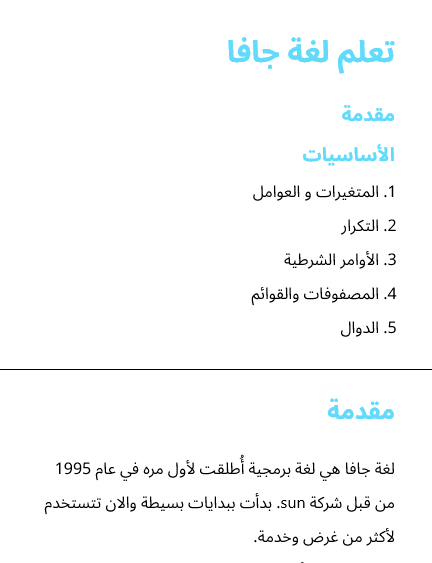 تعلم لغة جافا
مقدمة
الأساسيات
1. المتغيرات و العوامل
2. التكرار
3. الأوامر الشرطية
4. المصفوفات والقوائم
5. الدوال
مقدمة
لغة جافا هي لغة برمجية أُطلقت لأول مره في عام 1995
من قبل شركة sun. بدأت ببدايات بسيطة والان تتستخدم
لأكثر من غرض وخدمة.